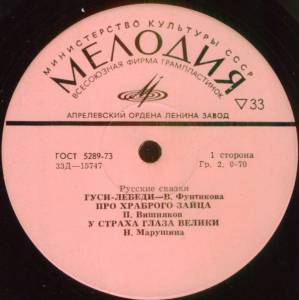 МИНИСТЕРСТВО КУЛЬТУРЫ СССР
МЕЛОДИЯ
ВСЕСОЮЗНАЯ ФИРМА ГРАМПЛАСТИНОК
▽33
АПРЕЛЕВСКИЙ ОРДЕНА ЛЕНИНА ЗАВОД
ГОСТ 5289-73
33Д—15747
1 сторона
Гр. 2. 0-70
Русские сказки
ГУСИ-ЛЕБЕДИ—В. Фунтикова
ПРО ХРАБРОГО ЗАЙЦА
П. Вишняков
У СТРАХА ГЛАЗА ВЕЛИКИ
Н. Марушина